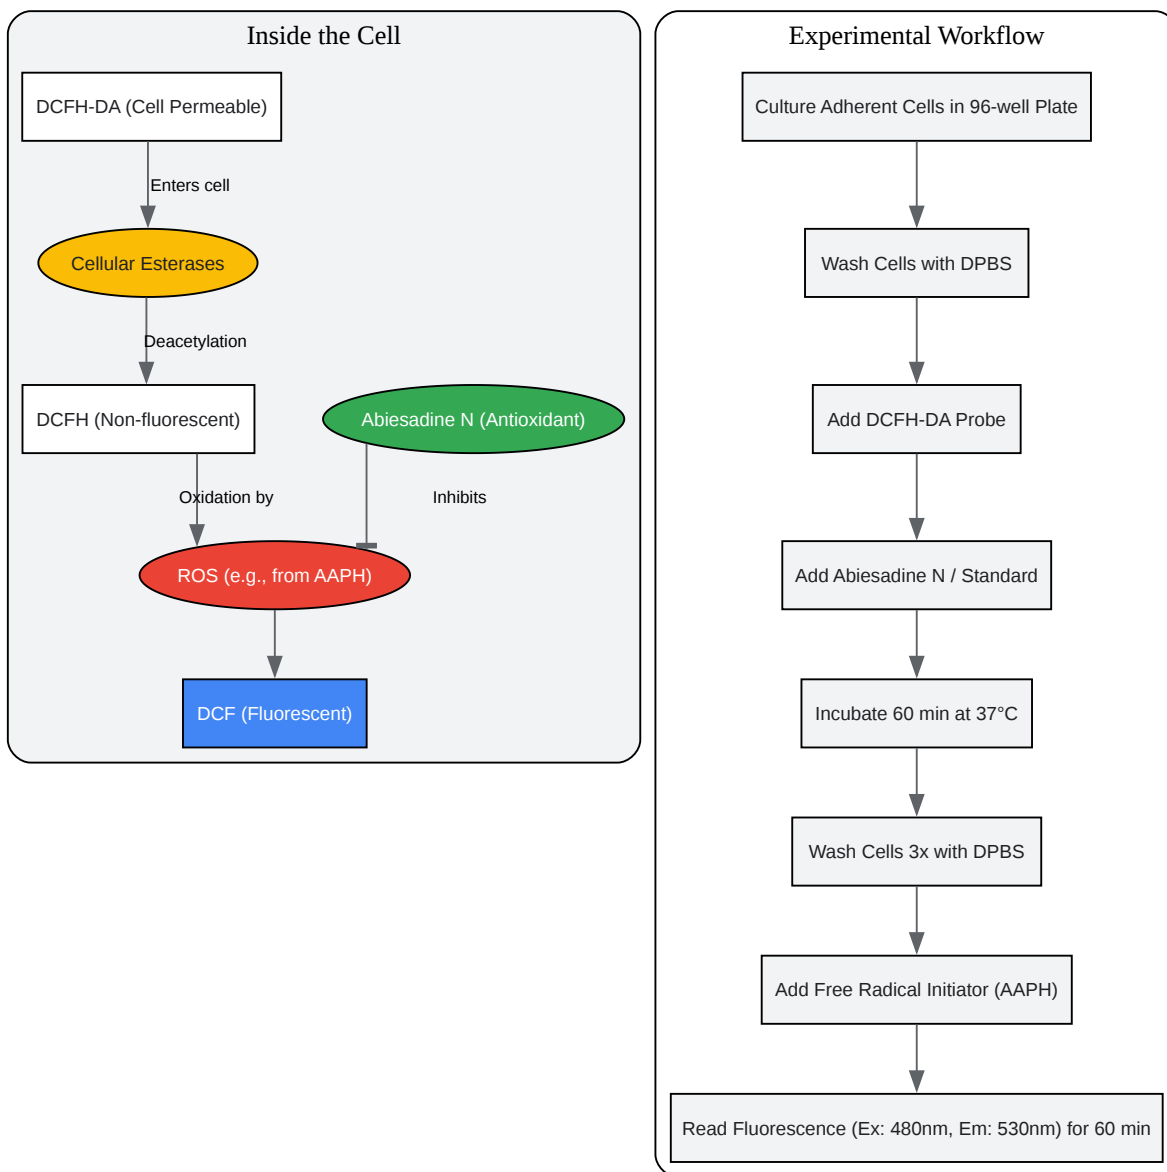 Inside the Cell
DCFH-DA (Cell Permeable)
Enters cell
Cellular Esterases
Deacetylation
DCFH (Non-fluorescent)
Abiesadine N (Antioxidant)
Oxidation by
Inhibits
ROS (e.g., from AAPH)
DCF (Fluorescent)
Experimental Workflow
Culture Adherent Cells in 96-well Plate
Wash Cells with DPBS
Add DCFH-DA Probe
Add Abiesadine N / Standard
Incubate 60 min at 37°C
Wash Cells 3x with DPBS
Add Free Radical Initiator (AAPH)
Read Fluorescence (Ex: 480nm, Em: 530nm) for 60 min